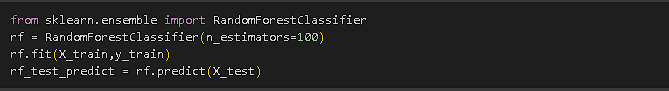 from sklearn.ensemble import RandomForestClassifier
rf = RandomForestClassifier(n_estimators=100)
rf.fit(X_train,y_train)
rf_test_predict = rf.predict(X_test)